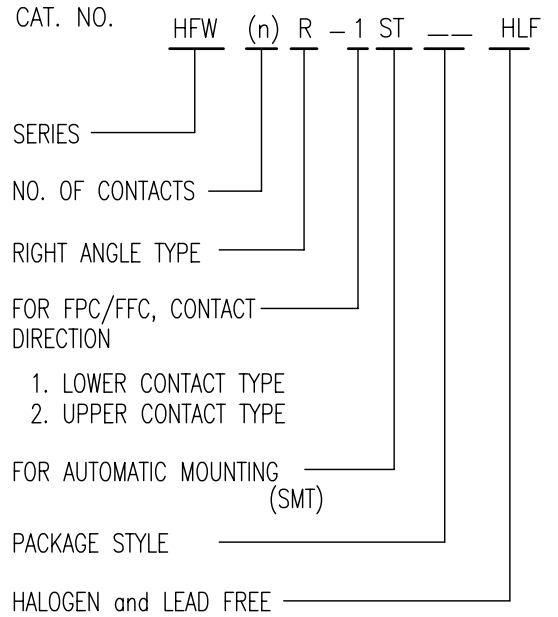 CAT. NO. HFW (n) R – 1 ST __ __ HLF
SERIES
NO. OF CONTACTS
RIGHT ANGLE TYPE
FOR FPC/FFC, CONTACT
DIRECTION
1. LOWER CONTACT TYPE
2. UPPER CONTACT TYPE
FOR AUTOMATIC MOUNTING
(SMT)
PACKAGE STYLE
HALOGEN and LEAD FREE